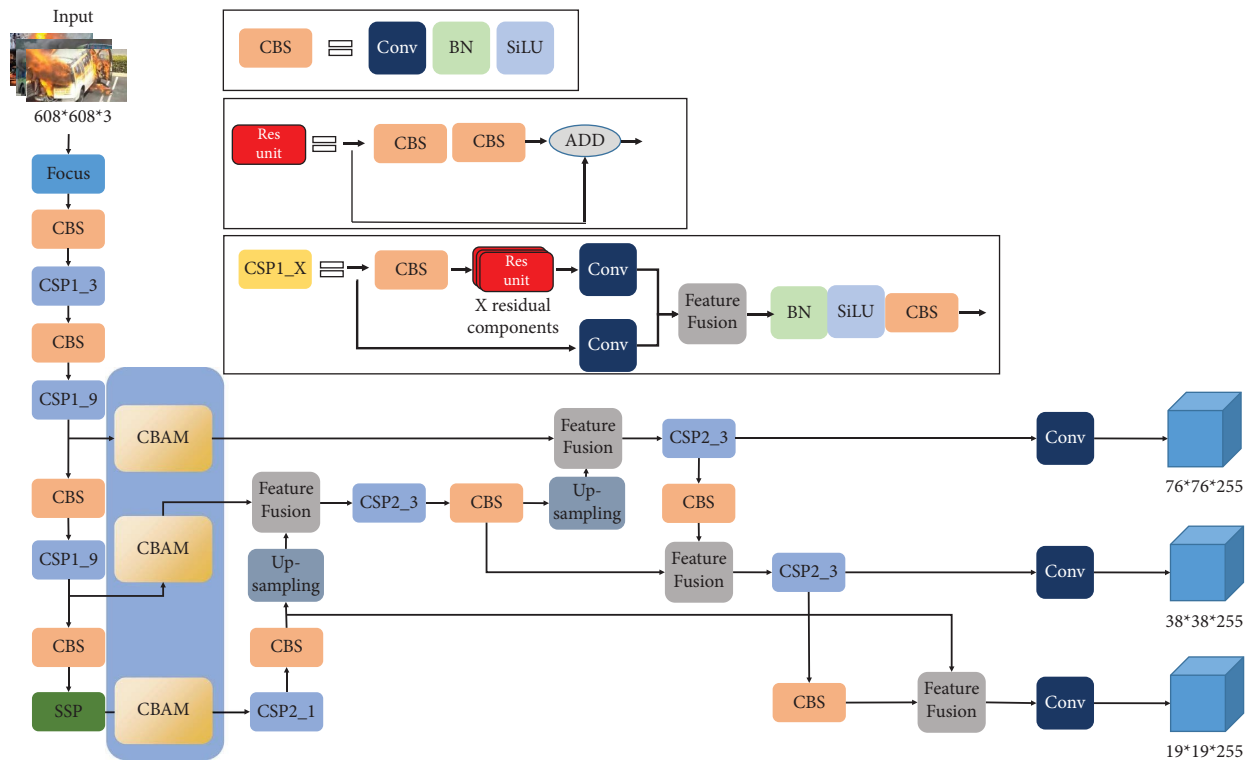 Input
608*608*3
Focus
CBS
CSP1_3
CBS
CSP1_9
CBS
CSP1_9
CBS
SSP
CBS
Conv
BN
SiLU
Res
unit
CBS
CBS
ADD
CSP1_X
CBS
Res
unit
X residual
components
Conv
Conv
Feature
Fusion
BN
SiLU
CBS
CBAM
CBAM
CBAM
Feature
Fusion
Up-
sampling
CBS
CSP2_1
CSP2_3
CBS
Feature
Fusion
Up-
sampling
CSP2_3
CBS
Feature
Fusion
CSP2_3
CBS
Feature
Fusion
Conv
76*76*255
Conv
38*38*255
Conv
19*19*255